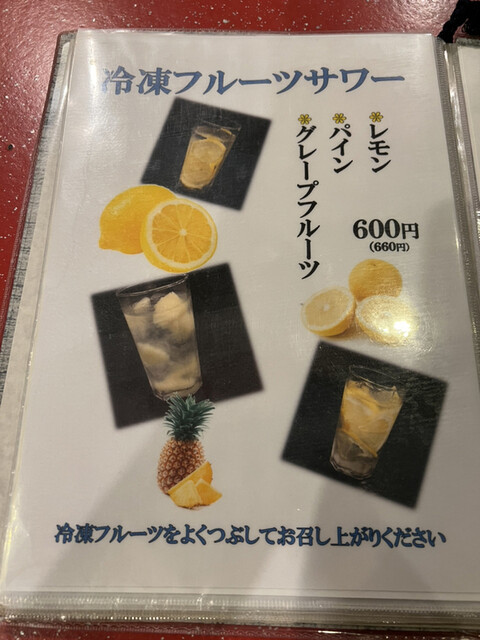 冷凍フルーツサワー
レモン
パイン
グレープフルーツ
600円
(660円)
冷凍フルーツをよくつぶしてお召し上がりください